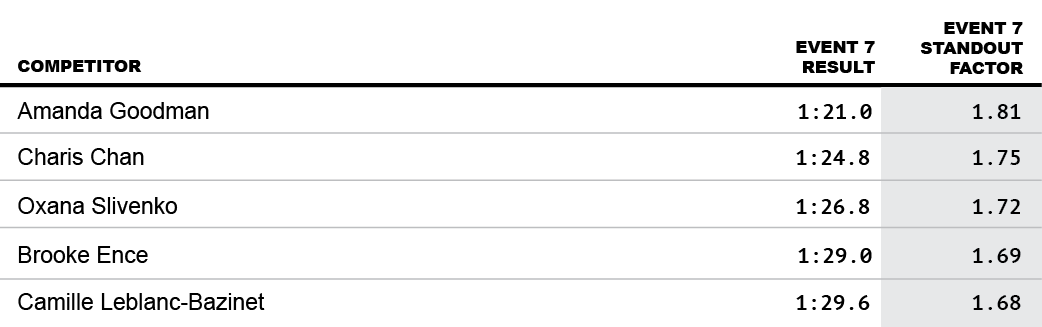 COMPETITOR EVENT 7 RESULT EVENT 7 STANDOUT FACTOR
Amanda Goodman 1:21.0 1.81
Charis Chan 1:24.8 1.75
Oxana Slivenko 1:26.8 1.72
Brooke Ence 1:29.0 1.69
Camille Leblanc-Bazinet 1:29.6 1.68